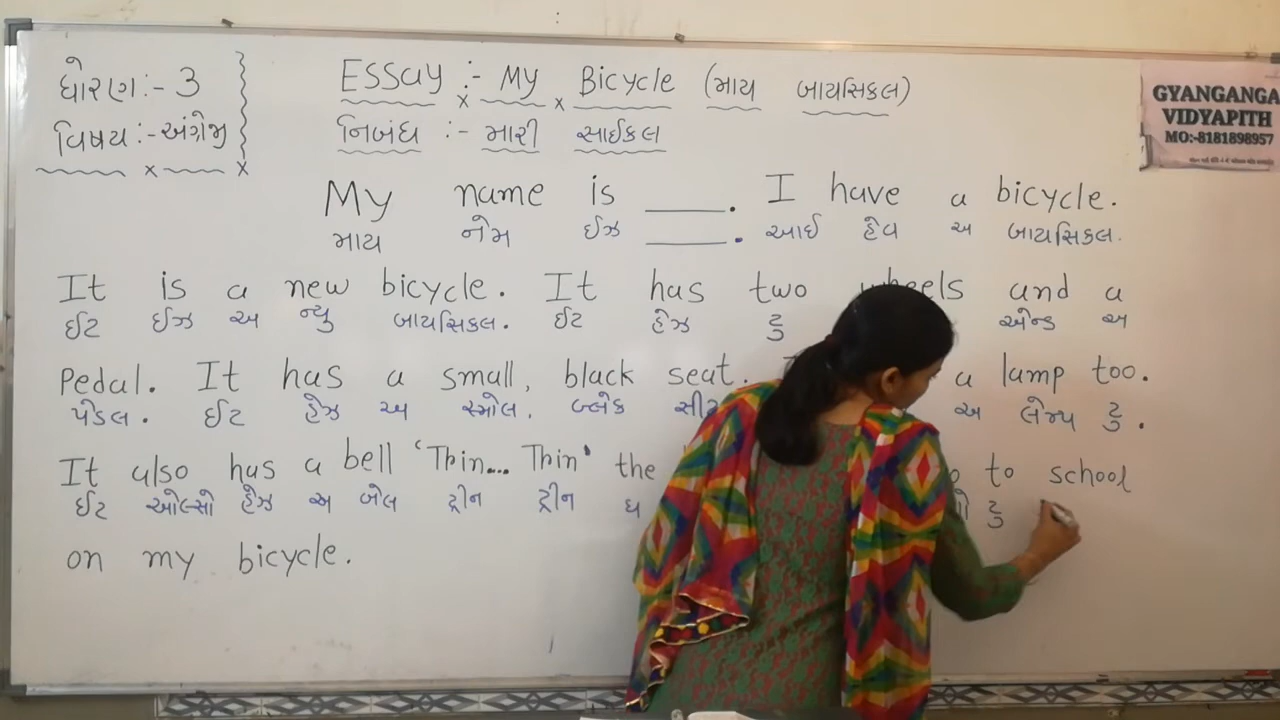 ધોરણ:- 3
વિષય:- અંગ્રેજી
ESSAY :- My Bicycle (માય બાયસિકલ)
નિબંધ :- મારી સાઈકલ
GYANGANGA
VIDYAPITH
MO:-8181898957
My name is ____. I have a bicycle.
માય નેમ ઈઝ ____. આઈ હેવ અ બાયસિકલ.
It is a new bicycle. It has two wheels and a
ઈટ ઈઝ અ ન્યુ બાયસિકલ. ઈટ હેઝ ટુ એન્ડ અ
Pedal. It has a small, black seat. a lamp too.
પેડલ. ઈટ હેઝ અ સ્મોલ, બ્લેક અ લેમ્પ ટુ.
It also has a bell 'Thin... Thin' the to school
ઈટ ઓલ્સો હેઝ અ બેલ ટ્રીન ટ્રીન ધ ટુ
on my bicycle.